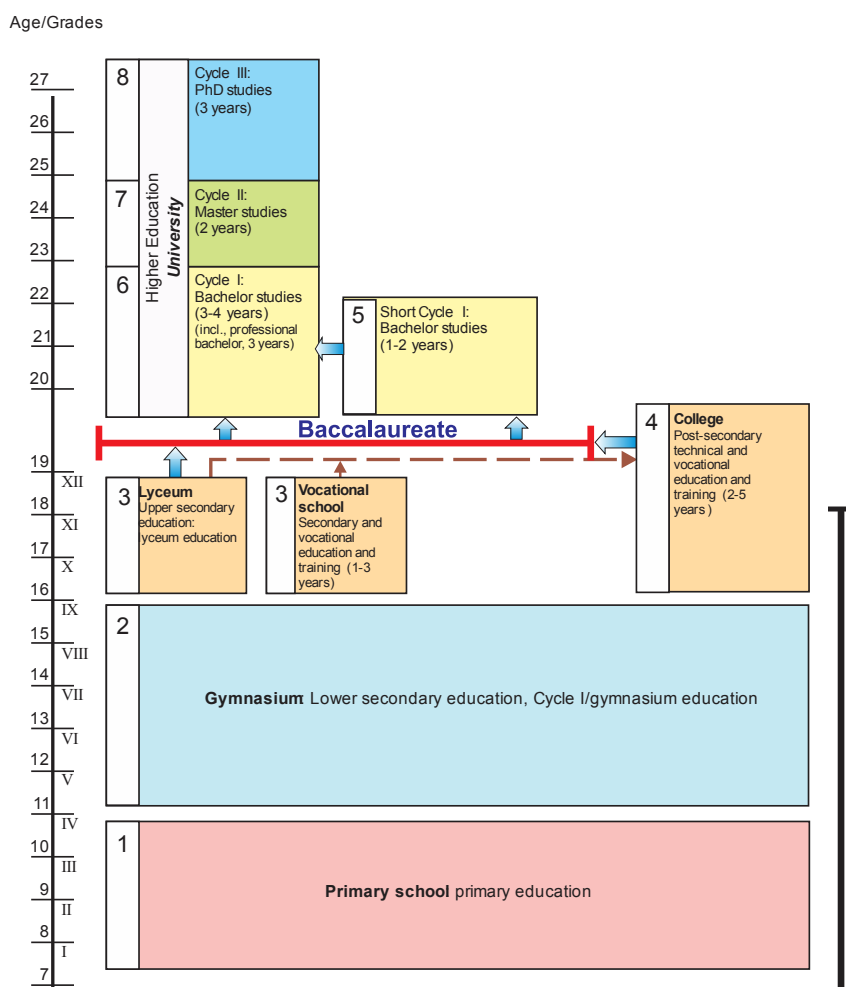 Age/Grades
27
26
25
24
23
22
21
20
19
XII
18
XI
17
X
16
IX
15
VIII
14
VII
13
VI
12
V
11
IV
10
III
9
II
8
I
7
8
Higher Education
University
Cycle III:
PhD studies
(3 years)
7
Cycle II:
Master studies
(2 years)
6
Cycle I:
Bachelor studies
(3-4 years)
(incl., professional
bachelor, 3 years)
5
Short Cycle I:
Bachelor studies
(1-2 years)
Baccalaureate
4
College
Post-secondary
technical and
vocational
education and
training (2-5
years)
3
Lyceum
Upper secondary
education:
lyceum education
3
Vocational
school
Secondary and
vocational
education and
training (1-3
years)
2
Gymnasium: Lower secondary education, Cycle I/gymnasium education
1
Primary school primary education